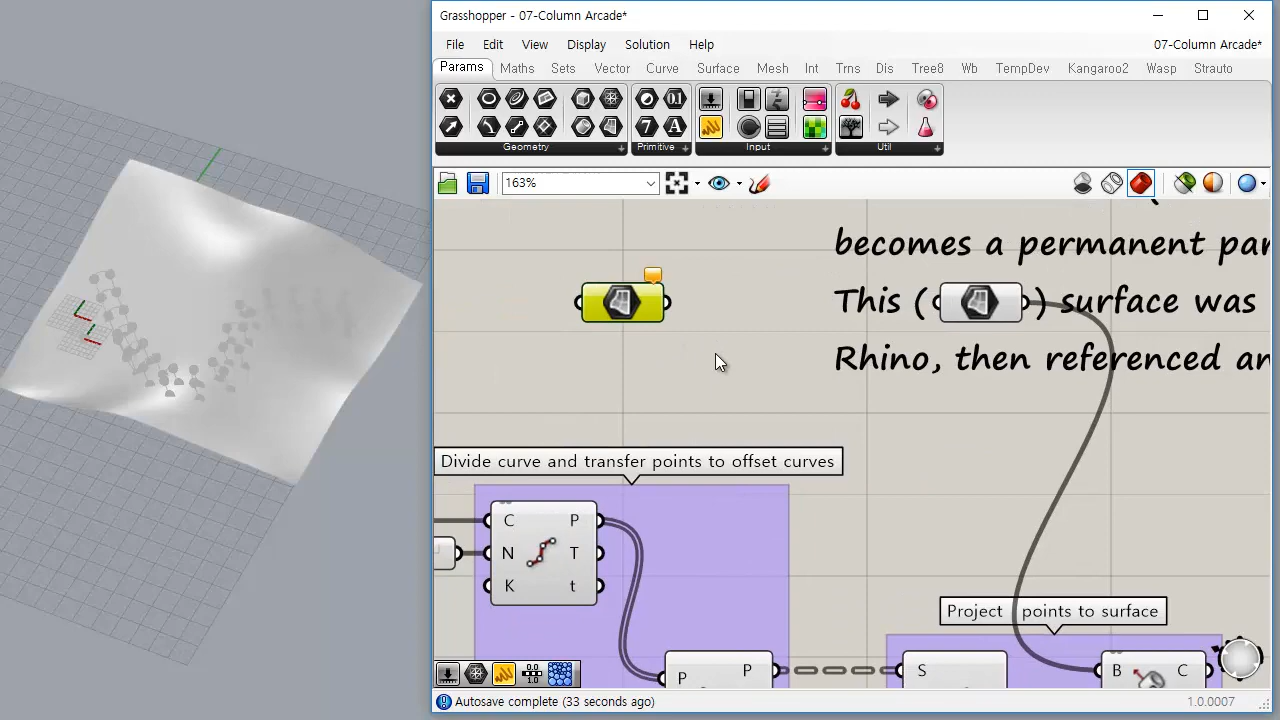 Grasshopper - 07-Column Arcade*
File Edit View Display Solution Help 07-Column Arcade*
Params Maths Sets Vector Curve Surface Mesh Int Trns Dis Tree8 Wb TempDev Kangaroo2 Wasp Strauto
Geometry Primitive Input Util
163%
becomes a permanent par
This ( ) surface was
Rhino, then referenced an
Divide curve and transfer points to offset curves
C P
N T
K t
Project points to surface
P P S B C
Autosave complete (33 seconds ago) 1.0.0007